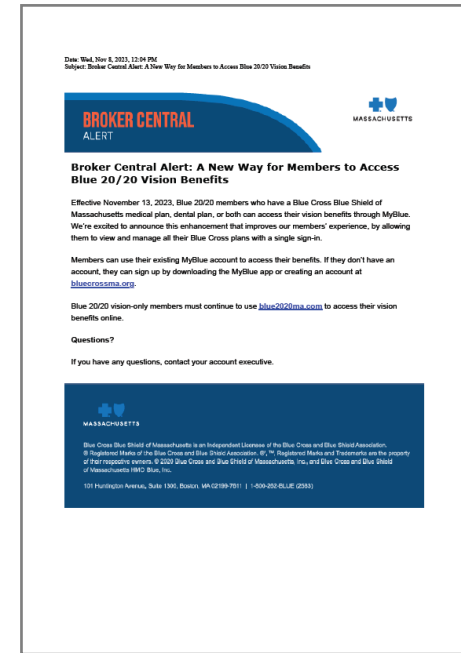 Date: Wed, Nov 8, 2023, 12:04 PM
Subject: Broker Central Alert: A New Way for Members to Access Blue 20/20 Vision Benefits
BROKER CENTRAL
ALERT
MASSACHUSETTS
Broker Central Alert: A New Way for Members to Access
Blue 20/20 Vision Benefits
Effective November 13, 2023, Blue 20/20 members who have a Blue Cross Blue Shield of
Massachusetts medical plan, dental plan, or both can access their vision benefits through MyBlue.
We're excited to announce this enhancement that improves our members' experience, by allowing
them to view and manage all their Blue Cross plans with a single sign-in.
Members can use their existing MyBlue account to access their benefits. If they don't have an
account, they can sign up by downloading the MyBlue app or creating an account at
bluecrossma.org.
Blue 20/20 vision-only members must continue to use blue2020ma.com to access their vision
benefits online.
Questions?
If you have any questions, contact your account executive.
MASSACHUSETTS
Blue Cross Blue Shield of Massachusetts is an Independent Licensee of the Blue Cross and Blue Shield Association.
® Registered Marks of the Blue Cross and Blue Shield Association. ®', ™, Registered Marks and Trademarks are the property
of their respective owners. © 2020 Blue Cross and Blue Shield of Massachusetts, Inc., and Blue Cross and Blue Shield
of Massachusetts HMO Blue, Inc.
101 Huntington Avenue, Suite 1300, Boston, MA 02199-7611 | 1-800-262-BLUE (2583)